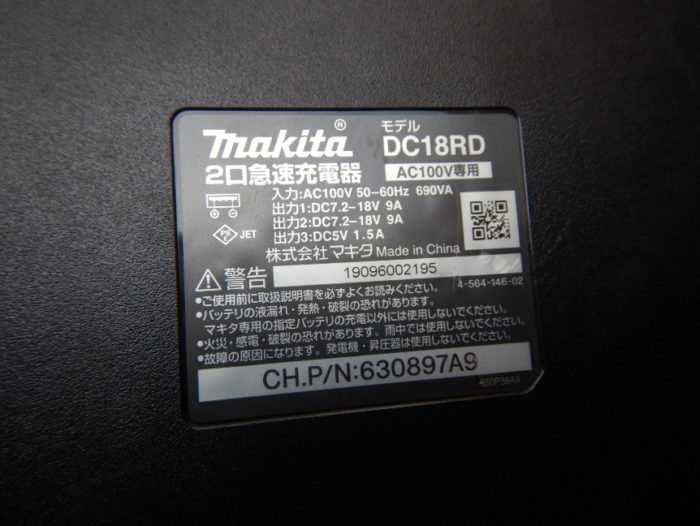 makita® モデル DC18RD
2口急速充電器 AC100V専用
入力:AC100V 50-60Hz 690VA
出力1:DC7.2-18V 9A
出力2:DC7.2-18V 9A
出力3:DC5V 1.5A
PS E JET
株式会社マキタ Made in China
警告 19096002195 4-564-146-02
•ご使用前に取扱説明書を必ずよくお読みください。
•バッテリの液漏れ・発熱・破裂の恐れがあります。
マキタ専用の指定バッテリの充電以外には使用しないでください。
•火災・感電・破裂の恐れがあります。雨中では使用しないでください。
•故障の原因になります。発電機・昇圧器は使用しないでください。
CH.P/N:630897A9